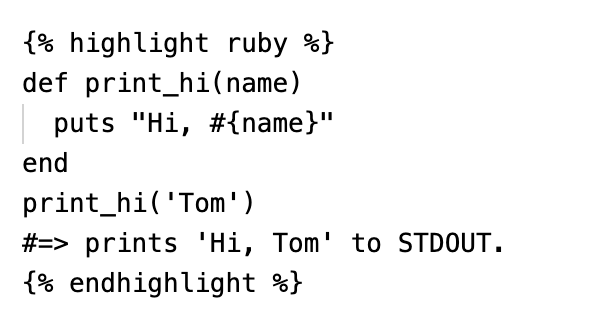 {% highlight ruby %}
def print_hi(name)
  puts "Hi, #{name}"
end
print_hi('Tom')
#=> prints 'Hi, Tom' to STDOUT.
{% endhighlight %}